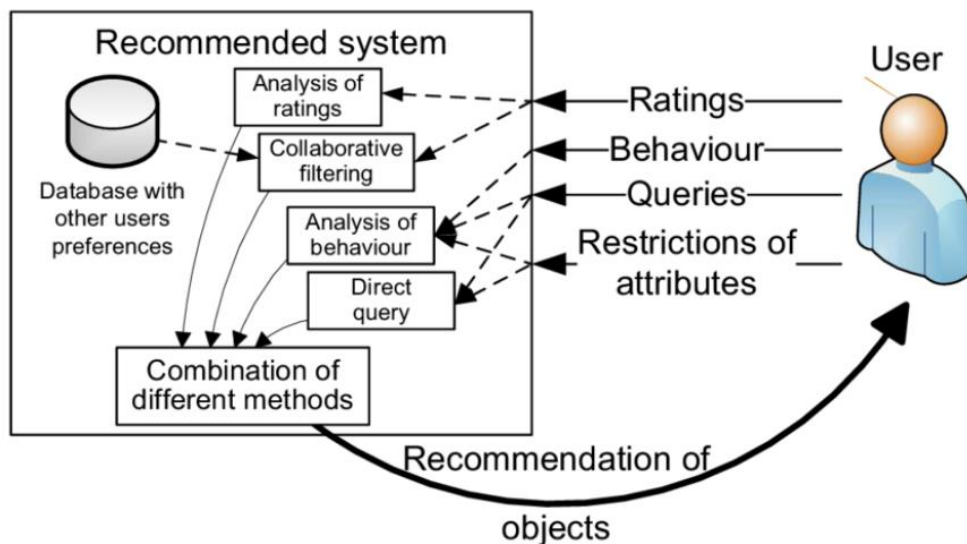 Recommended system
Analysis of
ratings
Collaborative
filtering
Database with
other users
preferences
Analysis of
behaviour
Direct
query
Combination of
different methods
User
Ratings
Behaviour
Queries
Restrictions of
attributes
Recommendation of
objects